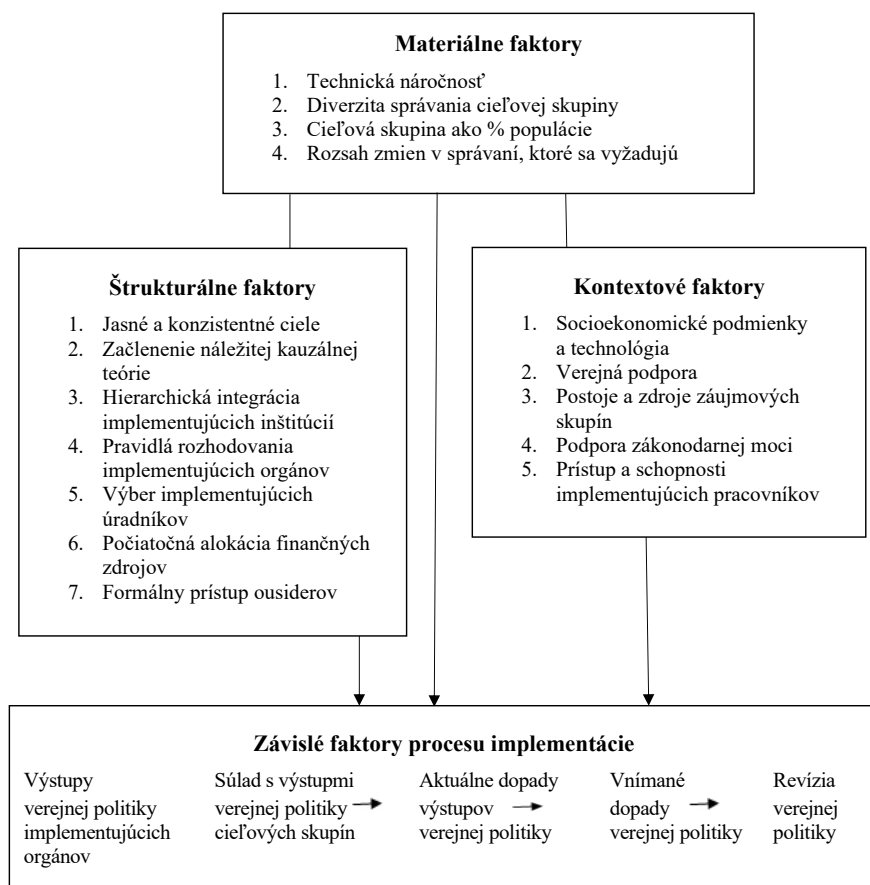 Materiálne faktory
1. Technická náročnosť
2. Diverzita správania cieľovej skupiny
3. Cieľová skupina ako % populácie
4. Rozsah zmien v správaní, ktoré sa vyžadujú
Štrukturálne faktory
1. Jasné a konzistentné ciele
2. Začlenenie náležitej kauzálnej
teórie
3. Hierarchická integrácia
implementujúcich inštitúcií
4. Pravidlá rozhodovania
implementujúcich orgánov
5. Výber implementujúcich
úradníkov
6. Počiatočná alokácia finančných
zdrojov
7. Formálny prístup ousiderov
Kontextové faktory
1. Socioekonomické podmienky
a technológia
2. Verejná podpora
3. Postoje a zdroje záujmových
skupín
4. Podpora zákonodarnej moci
5. Prístup a schopnosti
implementujúcich pracovníkov
Závislé faktory procesu implementácie
Výstupy
verejnej politiky
implementujúcich
orgánov
Súlad s výstupmi
verejnej politiky
cieľových skupín
Aktuálne dopady
výstupov
verejnej politiky
Vnímané
dopady
verejnej politiky
Revízia
verejnej
politiky